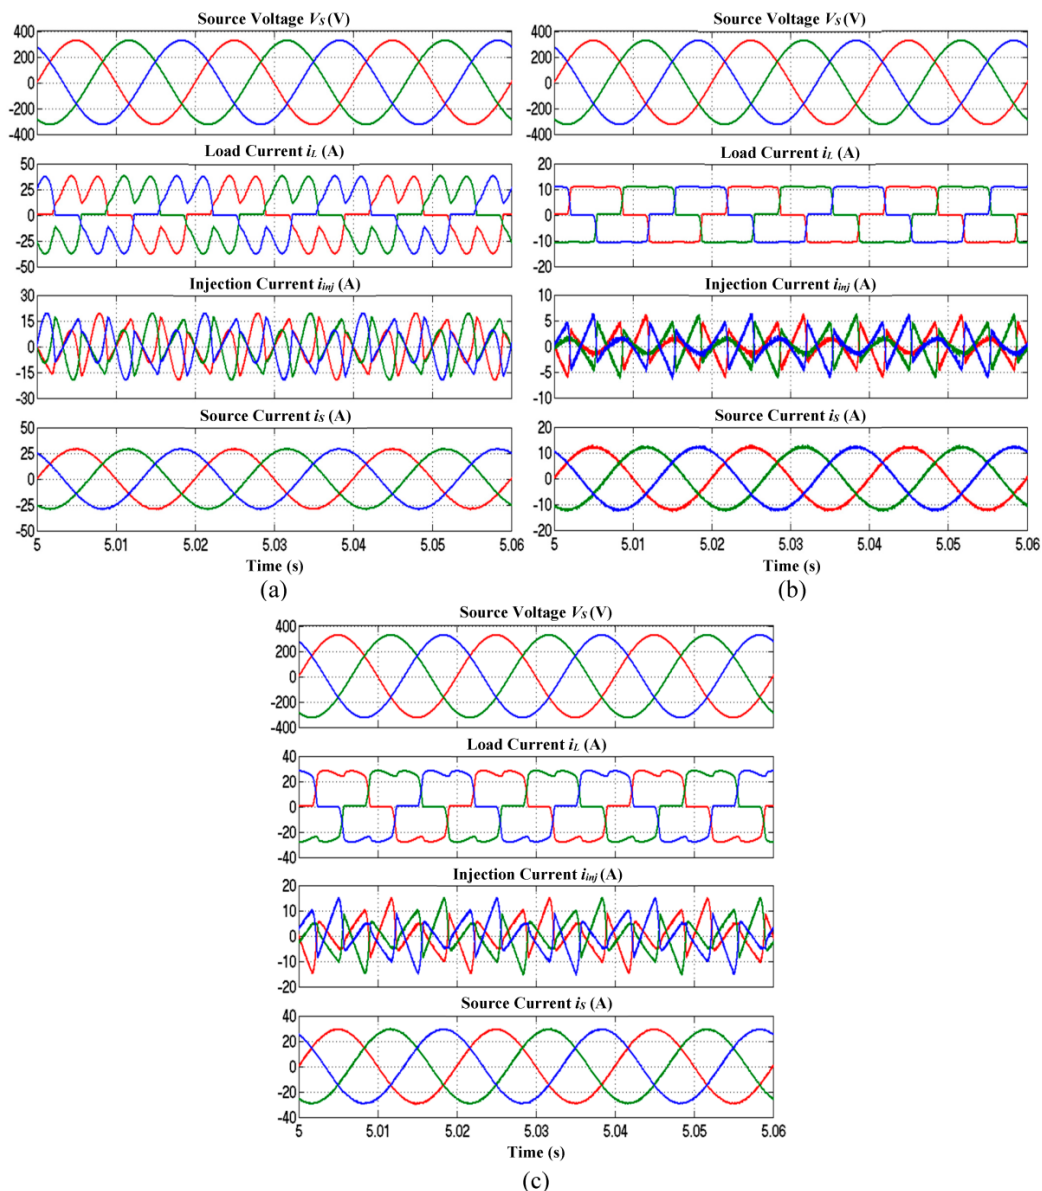 Source Voltage VS (V)
400
200
0
-200
-400
Load Current iL (A)
50
25
0
-25
-50
Injection Current iinj (A)
30
15
0
-15
-30
Source Current iS (A)
50
25
0
-25
-50
5 5.01 5.02 5.03 5.04 5.05 5.06
Time (s)
(a)
Source Voltage VS (V)
400
200
0
-200
-400
Load Current iL (A)
20
10
0
-10
-20
Injection Current iinj (A)
10
5
0
-5
-10
Source Current iS (A)
20
10
0
-10
-20
5 5.01 5.02 5.03 5.04 5.05 5.06
Time (s)
(b)
Source Voltage VS (V)
400
200
0
-200
-400
Load Current iL (A)
40
20
0
-20
-40
Injection Current iinj (A)
20
10
0
-10
-20
Source Current iS (A)
40
20
0
-20
-40
5 5.01 5.02 5.03 5.04 5.05 5.06
Time (s)
(c)